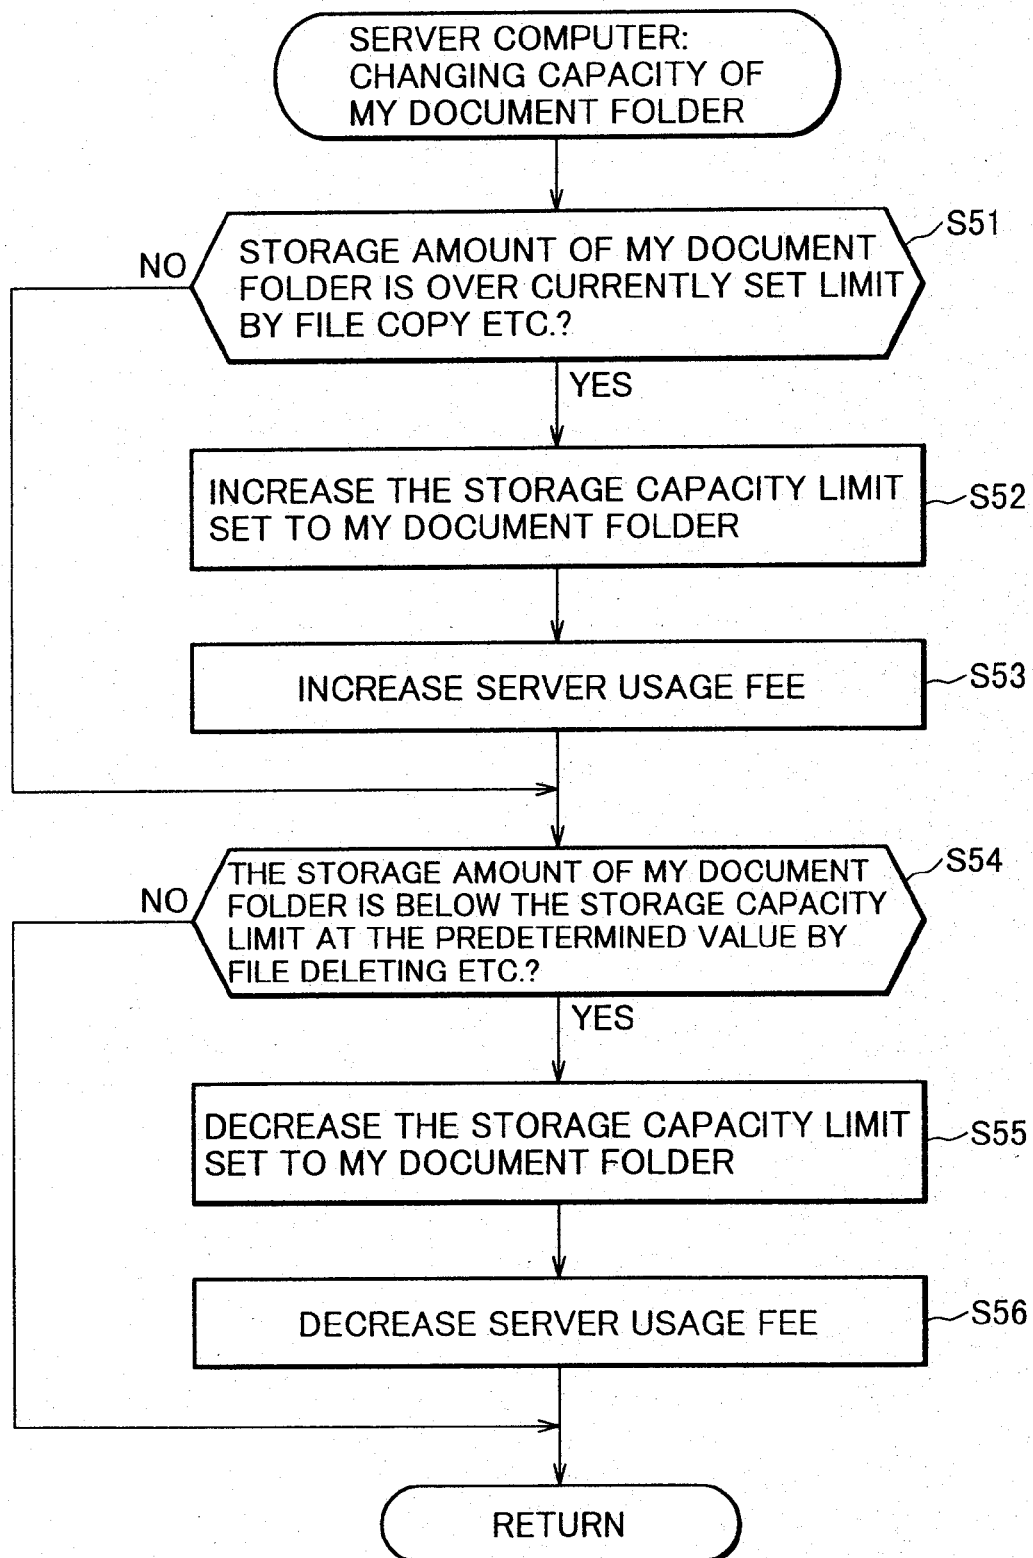 SERVER COMPUTER:
CHANGING CAPACITY OF
MY DOCUMENT FOLDER
S51
NO
STORAGE AMOUNT OF MY DOCUMENT
FOLDER IS OVER CURRENTLY SET LIMIT
BY FILE COPY ETC.?
YES
INCREASE THE STORAGE CAPACITY LIMIT
SET TO MY DOCUMENT FOLDER
S52
INCREASE SERVER USAGE FEE
S53
S54
NO
THE STORAGE AMOUNT OF MY DOCUMENT
FOLDER IS BELOW THE STORAGE CAPACITY
LIMIT AT THE PREDETERMINED VALUE BY
FILE DELETING ETC.?
YES
DECREASE THE STORAGE CAPACITY LIMIT
SET TO MY DOCUMENT FOLDER
S55
DECREASE SERVER USAGE FEE
S56
RETURN